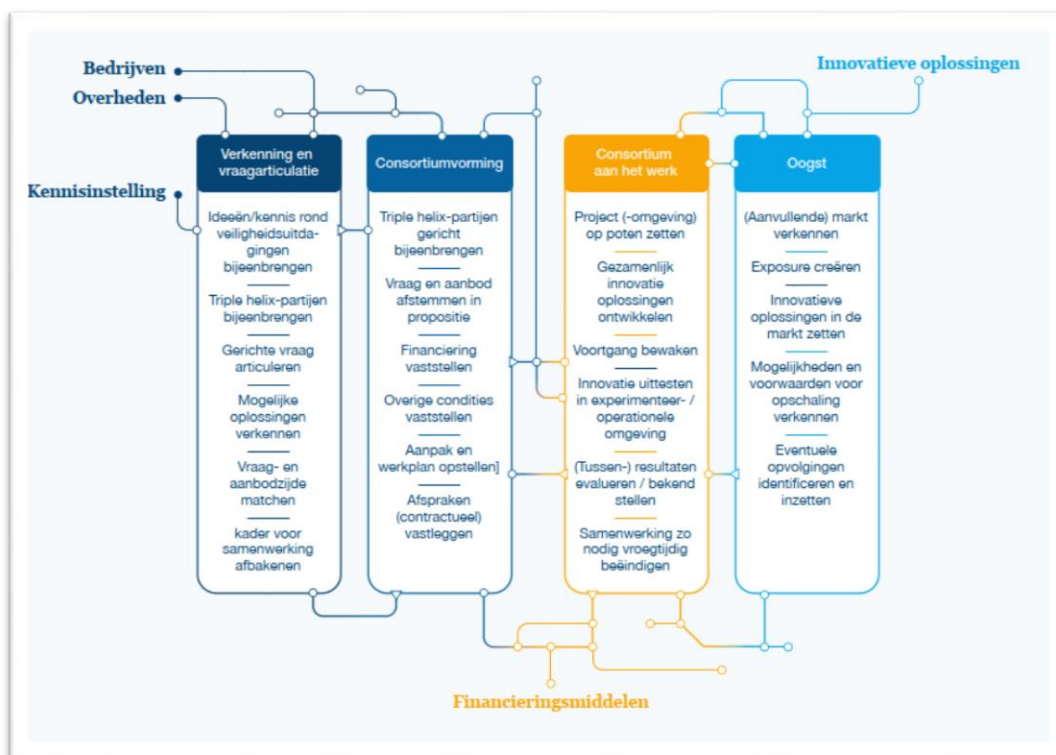 Bedrijven
Overheden
Kennisinstelling
Innovatieve oplossingen
Verkenning en
vraagarticulatie
Ideeën/kennis rond
veiligheidsuitda-
gingen
bijeenbrengen
Triple helix-partijen
bijeenbrengen
Gerichte vraag
articuleren
Mogelijke
oplossingen
verkennen
Vraag- en
aanbodzijde
matchen
kader voor
samenwerking
afbakenen
Consortiumvorming
Triple helix-partijen
gericht
bijeenbrengen
Vraag en aanbod
afstemmen in
propositie
Financiering
vaststellen
Overige condities
vaststellen
Aanpak en
werkplan opstellen]
Afspraken
(contractueel)
vastleggen
Consortium
aan het werk
Project (-omgeving)
op poten zetten
Gezamenlijk
innovatie
oplossingen
ontwikkelen
Voortgang bewaken
Innovatie uittesten
in experimenteer- /
operationele
omgeving
(Tussen-) resultaten
evalueren / bekend
stellen
Samenwerking zo
nodig vroegtijdig
beëindigen
Oogst
(Aanvullende) markt
verkennen
Exposure creëren
Innovatieve
oplossingen in de
markt zetten
Mogelijkheden en
voorwaarden voor
opschaling
verkennen
Eventuele
opvolgingen
identificeren en
inzetten
Financieringsmiddelen